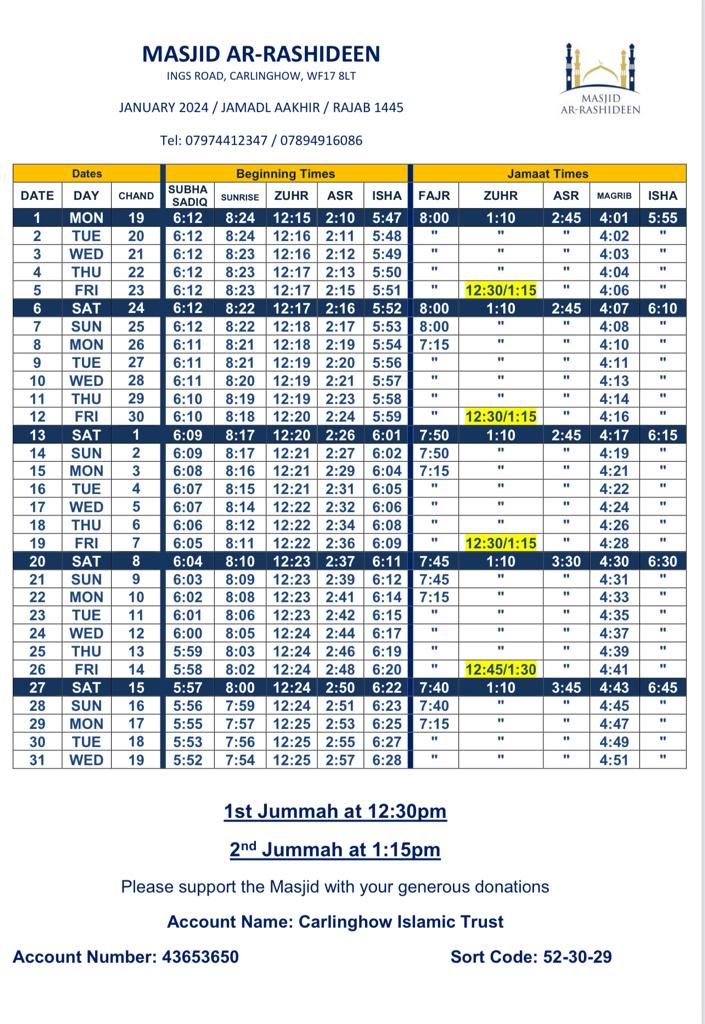 MASJID AR-RASHIDEEN
INGS ROAD, CARLINGHOW, WF17 8LT
JANUARY 2024 / JAMADL AAKHIR / RAJAB 1445
Tel: 07974412347 / 07894916086
MASJID
AR-RASHIDEEN
Dates Beginning Times Jamaat Times
DATE DAY CHAND SUBHA SADIQ SUNRISE ZUHR ASR ISHA FAJR ZUHR ASR MAGRIB ISHA
1 MON 19 6:12 8:24 12:15 2:10 5:47 8:00 1:10 2:45 4:01 5:55
2 TUE 20 6:12 8:24 12:16 2:11 5:48 " " " 4:02 "
3 WED 21 6:12 8:23 12:16 2:12 5:49 " " " 4:03 "
4 THU 22 6:12 8:23 12:17 2:13 5:50 " " " 4:04 "
5 FRI 23 6:12 8:23 12:17 2:15 5:51 " 12:30/1:15 " 4:06 "
6 SAT 24 6:12 8:22 12:17 2:16 5:52 8:00 1:10 2:45 4:07 6:10
7 SUN 25 6:12 8:22 12:18 2:17 5:53 8:00 " " 4:08 "
8 MON 26 6:11 8:21 12:18 2:19 5:54 7:15 " " 4:10 "
9 TUE 27 6:11 8:21 12:19 2:20 5:56 " " " 4:11 "
10 WED 28 6:11 8:20 12:19 2:21 5:57 " " " 4:13 "
11 THU 29 6:10 8:19 12:19 2:23 5:58 " " " 4:14 "
12 FRI 30 6:10 8:18 12:20 2:24 5:59 " 12:30/1:15 " 4:16 "
13 SAT 1 6:09 8:17 12:20 2:26 6:01 7:50 1:10 2:45 4:17 6:15
14 SUN 2 6:09 8:17 12:21 2:27 6:02 7:50 " " 4:19 "
15 MON 3 6:08 8:16 12:21 2:29 6:04 7:15 " " 4:21 "
16 TUE 4 6:07 8:15 12:21 2:31 6:05 " " " 4:22 "
17 WED 5 6:07 8:14 12:22 2:32 6:06 " " " 4:24 "
18 THU 6 6:06 8:12 12:22 2:34 6:08 " " " 4:26 "
19 FRI 7 6:05 8:11 12:22 2:36 6:09 " 12:30/1:15 " 4:28 "
20 SAT 8 6:04 8:10 12:23 2:37 6:11 7:45 1:10 3:30 4:30 6:30
21 SUN 9 6:03 8:09 12:23 2:39 6:12 7:45 " " 4:31 "
22 MON 10 6:02 8:08 12:23 2:41 6:14 7:15 " " 4:33 "
23 TUE 11 6:01 8:06 12:23 2:42 6:15 " " " 4:35 "
24 WED 12 6:00 8:05 12:24 2:44 6:17 " " " 4:37 "
25 THU 13 5:59 8:03 12:24 2:46 6:19 " " " 4:39 "
26 FRI 14 5:58 8:02 12:24 2:48 6:20 " 12:45/1:30 " 4:41 "
27 SAT 15 5:57 8:00 12:24 2:50 6:22 7:40 1:10 3:45 4:43 6:45
28 SUN 16 5:56 7:59 12:24 2:51 6:23 7:40 " " 4:45 "
29 MON 17 5:55 7:57 12:25 2:53 6:25 7:15 " " 4:47 "
30 TUE 18 5:53 7:56 12:25 2:55 6:27 " " " 4:49 "
31 WED 19 5:52 7:54 12:25 2:57 6:28 " " " 4:51 "
1st Jummah at 12:30pm
2nd Jummah at 1:15pm
Please support the Masjid with your generous donations
Account Name: Carlinghow Islamic Trust
Account Number: 43653650 Sort Code: 52-30-29